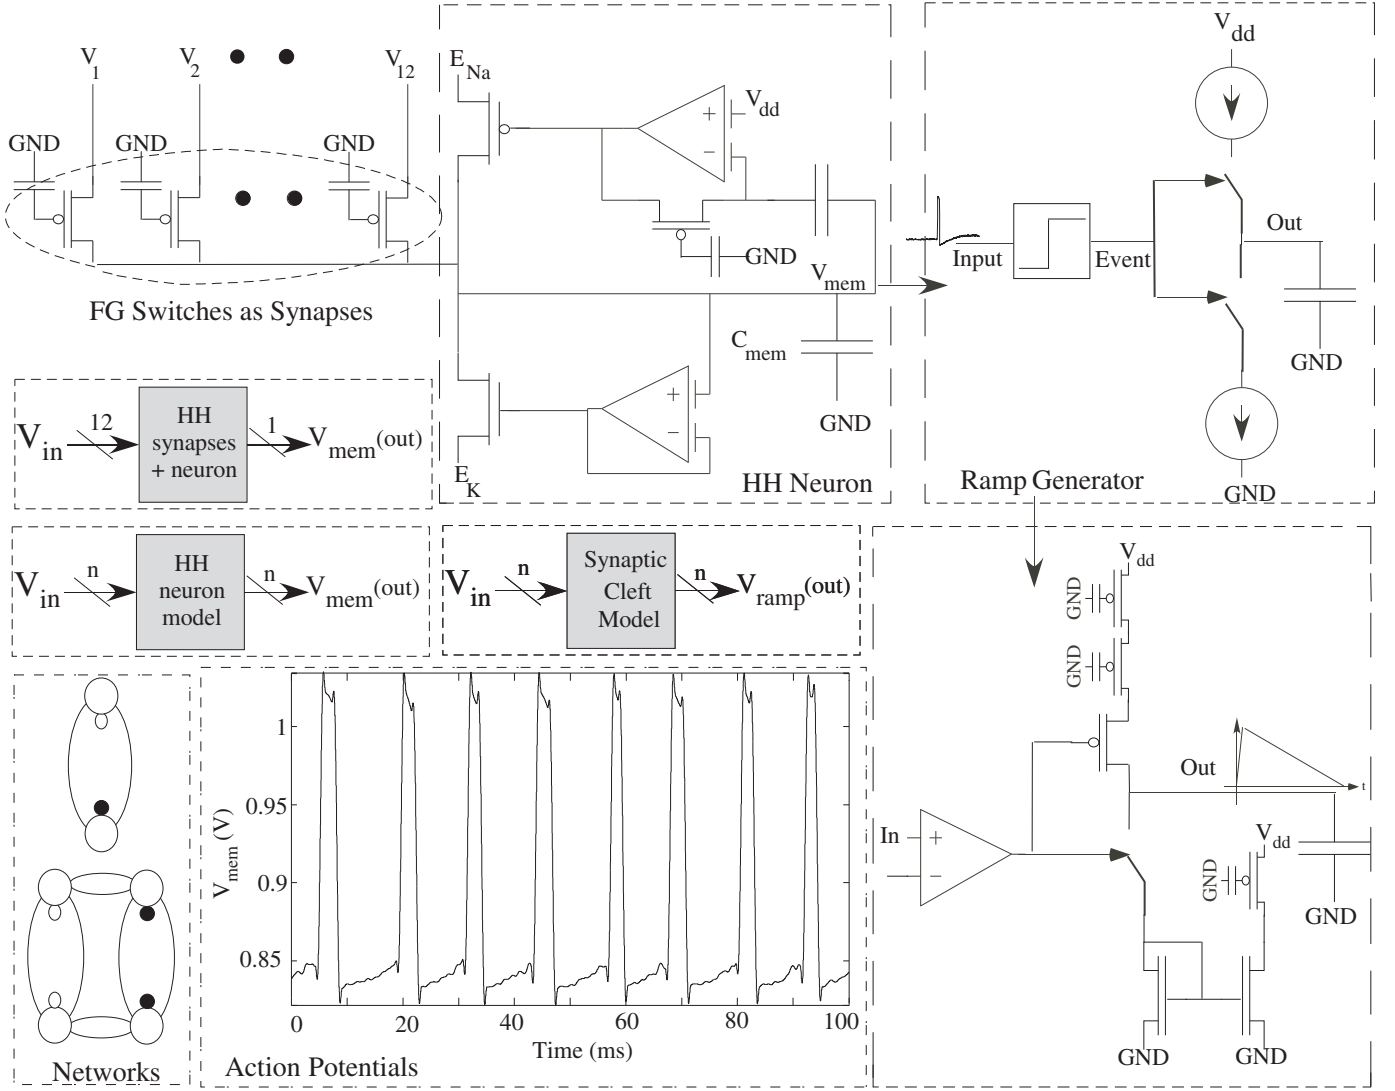 V1
V2
V12
GND
GND
GND
FG Switches as Synapses
ENa
Vdd
+
−
GND
Vmem
Cmem
GND
+
−
EK
HH Neuron
Vdd
Input
Event
Out
GND
GND
Ramp Generator
Vin
12
HH
synapses
+ neuron
1
Vmem(out)
Vin
n
HH
neuron
model
n
Vmem(out)
Vin
n
Synaptic
Cleft
Model
n
Vramp(out)
Networks
Vmem (V)
1
0.95
0.9
0.85
0
20
40
60
80
100
Time (ms)
Action Potentials
Vdd
GND
GND
Out
t
In
+
−
Vdd
GND
GND
GND
GND